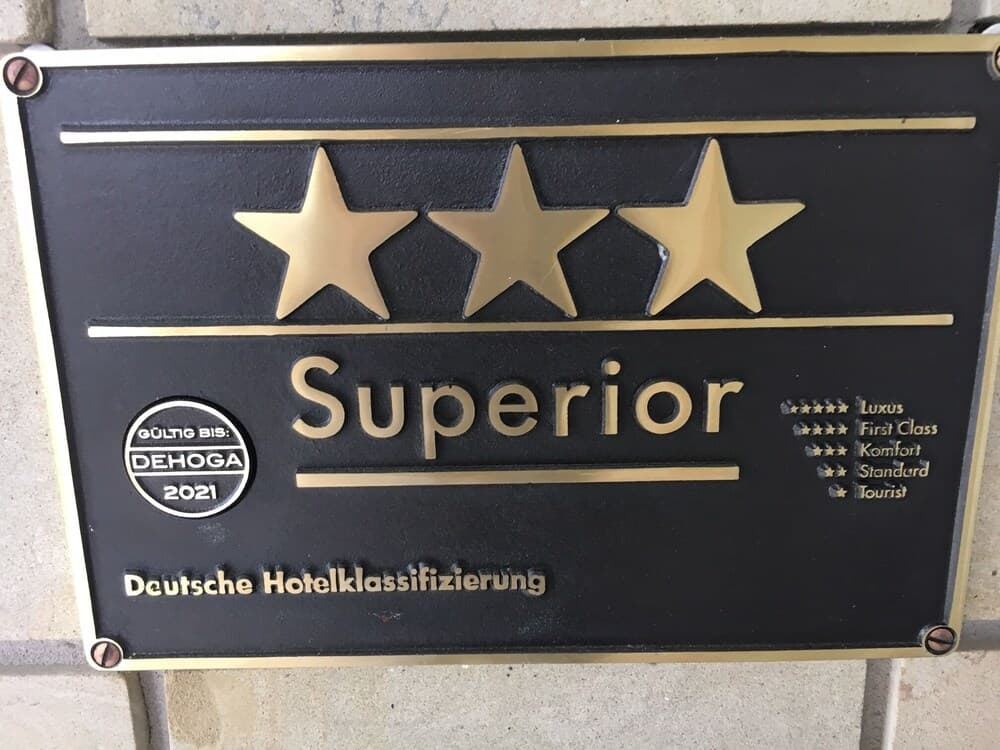 Superior
GÜLTIG BIS:
DEHOGA
2021
★★★★★ Luxus
★★★★ First Class
★★★ Komfort
★★ Standard
★ Tourist
Deutsche Hotelklassifizierung